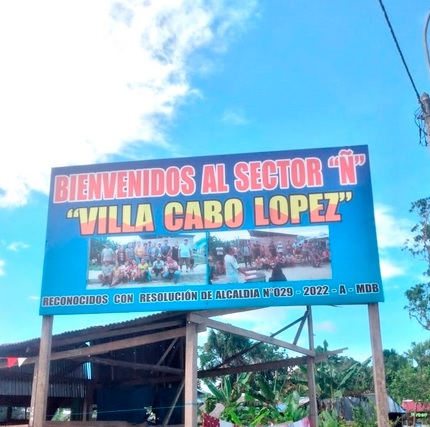 BIENVENIDOS AL SECTOR "Ñ"
"VILLA CABO LOPEZ"
RECONOCIDOS CON RESOLUCIÓN DE ALCALDIA N°029 - 2022 - A - MDB